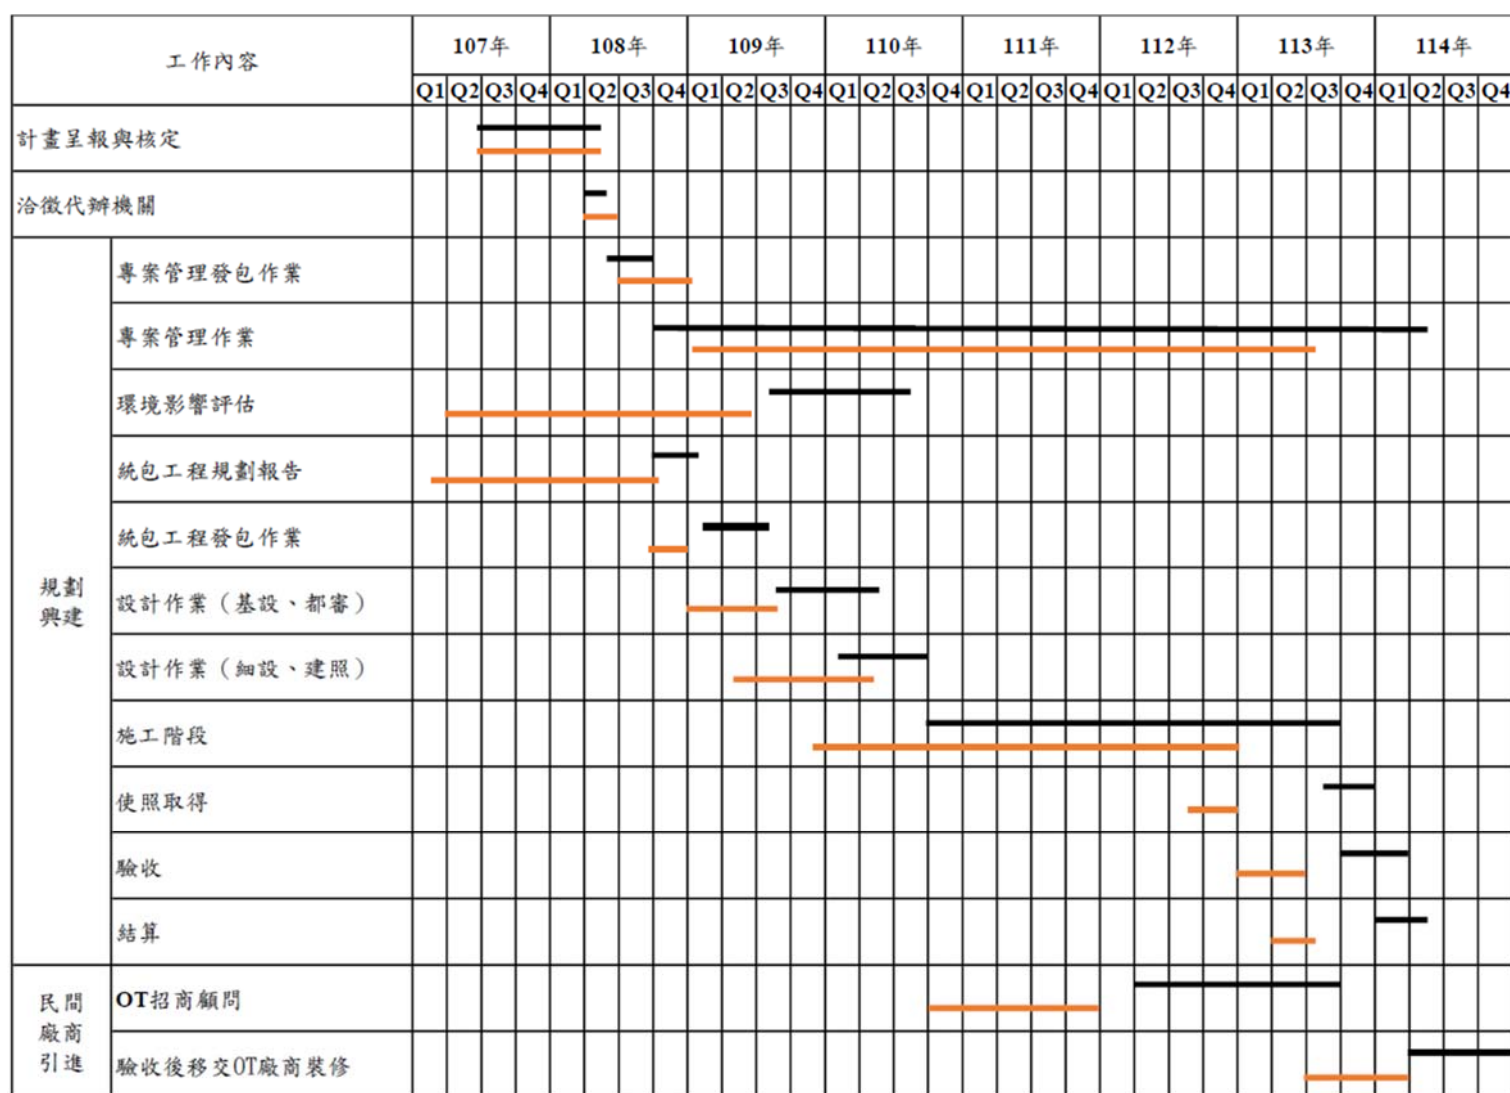 工作內容
107年 108年 109年 110年 111年 112年 113年 114年
Q1 Q2 Q3 Q4 Q1 Q2 Q3 Q4 Q1 Q2 Q3 Q4 Q1 Q2 Q3 Q4 Q1 Q2 Q3 Q4 Q1 Q2 Q3 Q4 Q1 Q2 Q3 Q4 Q1 Q2 Q3 Q4
計畫呈報與核定
洽徵代辦機關
規劃
興建
專案管理發包作業
專案管理作業
環境影響評估
統包工程規劃報告
統包工程發包作業
設計作業（基設、都審）
設計作業（細設、建照）
施工階段
使照取得
驗收
結算
民間
廠商
引進
OT招商顧問
驗收後移交OT廠商裝修